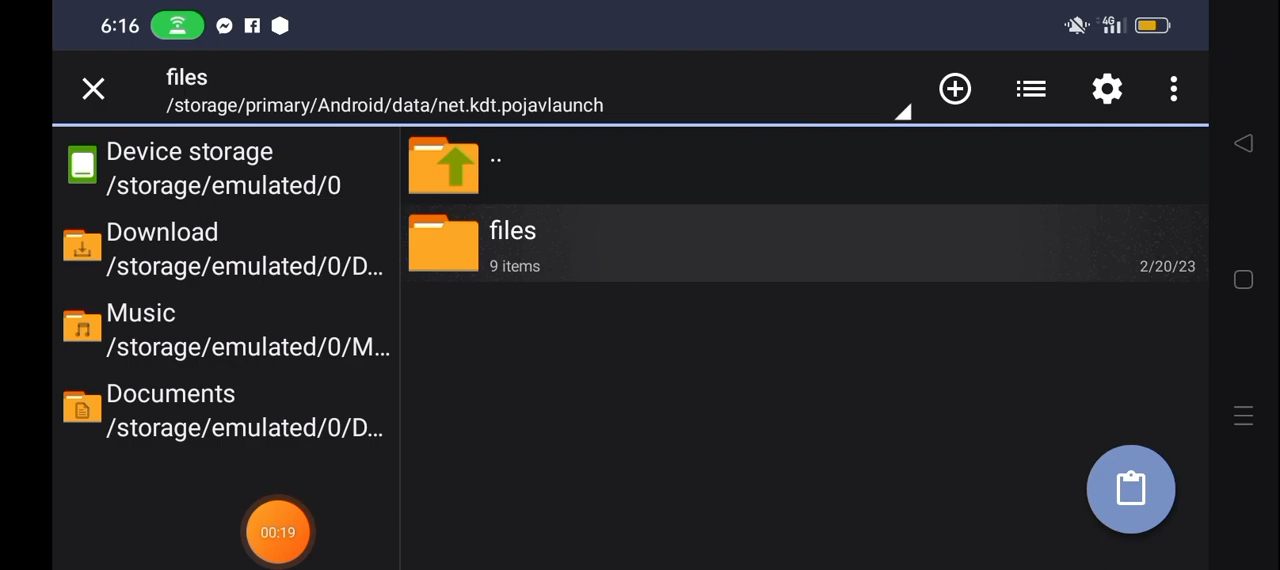 6:16
4G
files
/storage/primary/Android/data/net.kdt.pojavlaunch
Device storage
/storage/emulated/0
Download
/storage/emulated/0/D...
Music
/storage/emulated/0/M...
Documents
/storage/emulated/0/D...
..
files
9 items
2/20/23
00:19